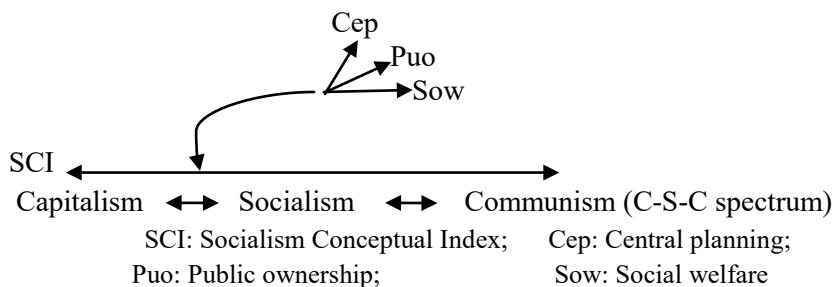 Cep
Puo
Sow
SCI
Capitalism Socialism Communism (C-S-C spectrum)
SCI: Socialism Conceptual Index; Cep: Central planning;
Puo: Public ownership; Sow: Social welfare